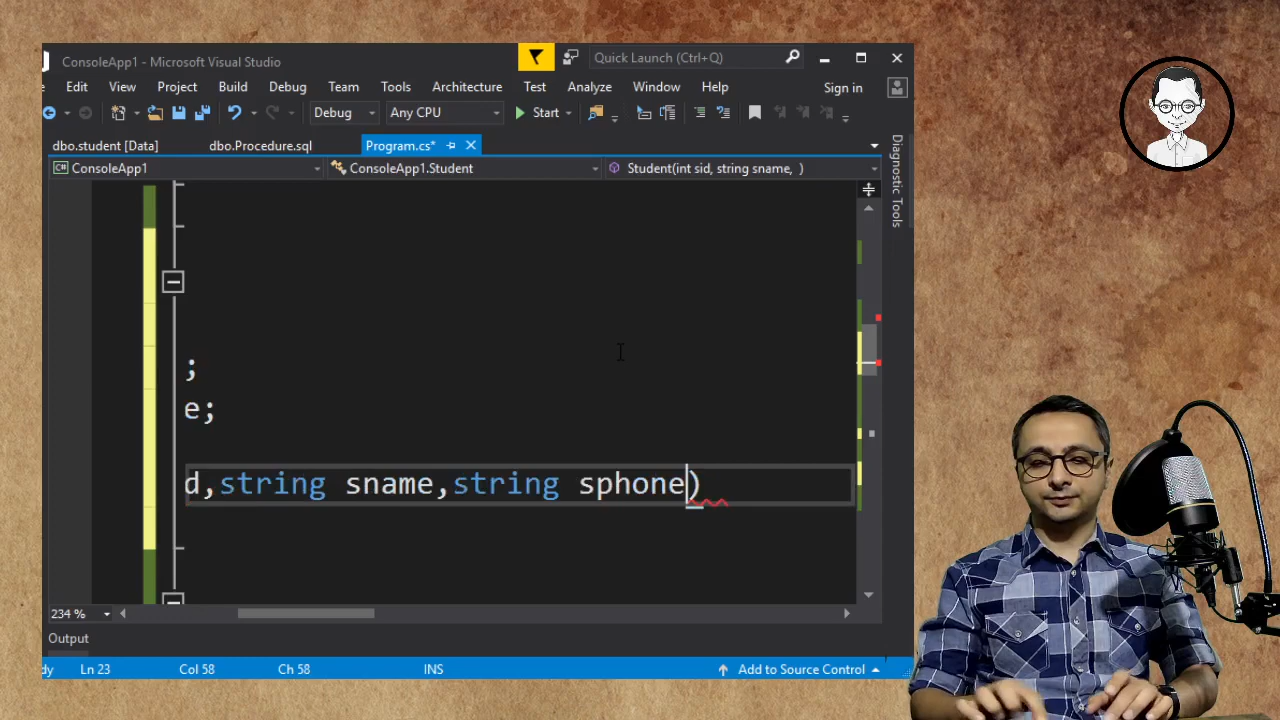 ConsoleApp1 - Microsoft Visual Studio
Quick Launch (Ctrl+Q)
Edit View Project Build Debug Team Tools Architecture Test Analyze Window Help Sign in
Debug Any CPU Start
dbo.student [Data] dbo.Procedure.sql Program.cs*
C# ConsoleApp1 ConsoleApp1.Student Student(int sid, string sname, )
Diagnostic Tools
;
e;
d,string sname,string sphone)
234 %
Output
dy Ln 23 Col 58 Ch 58 INS Add to Source Control